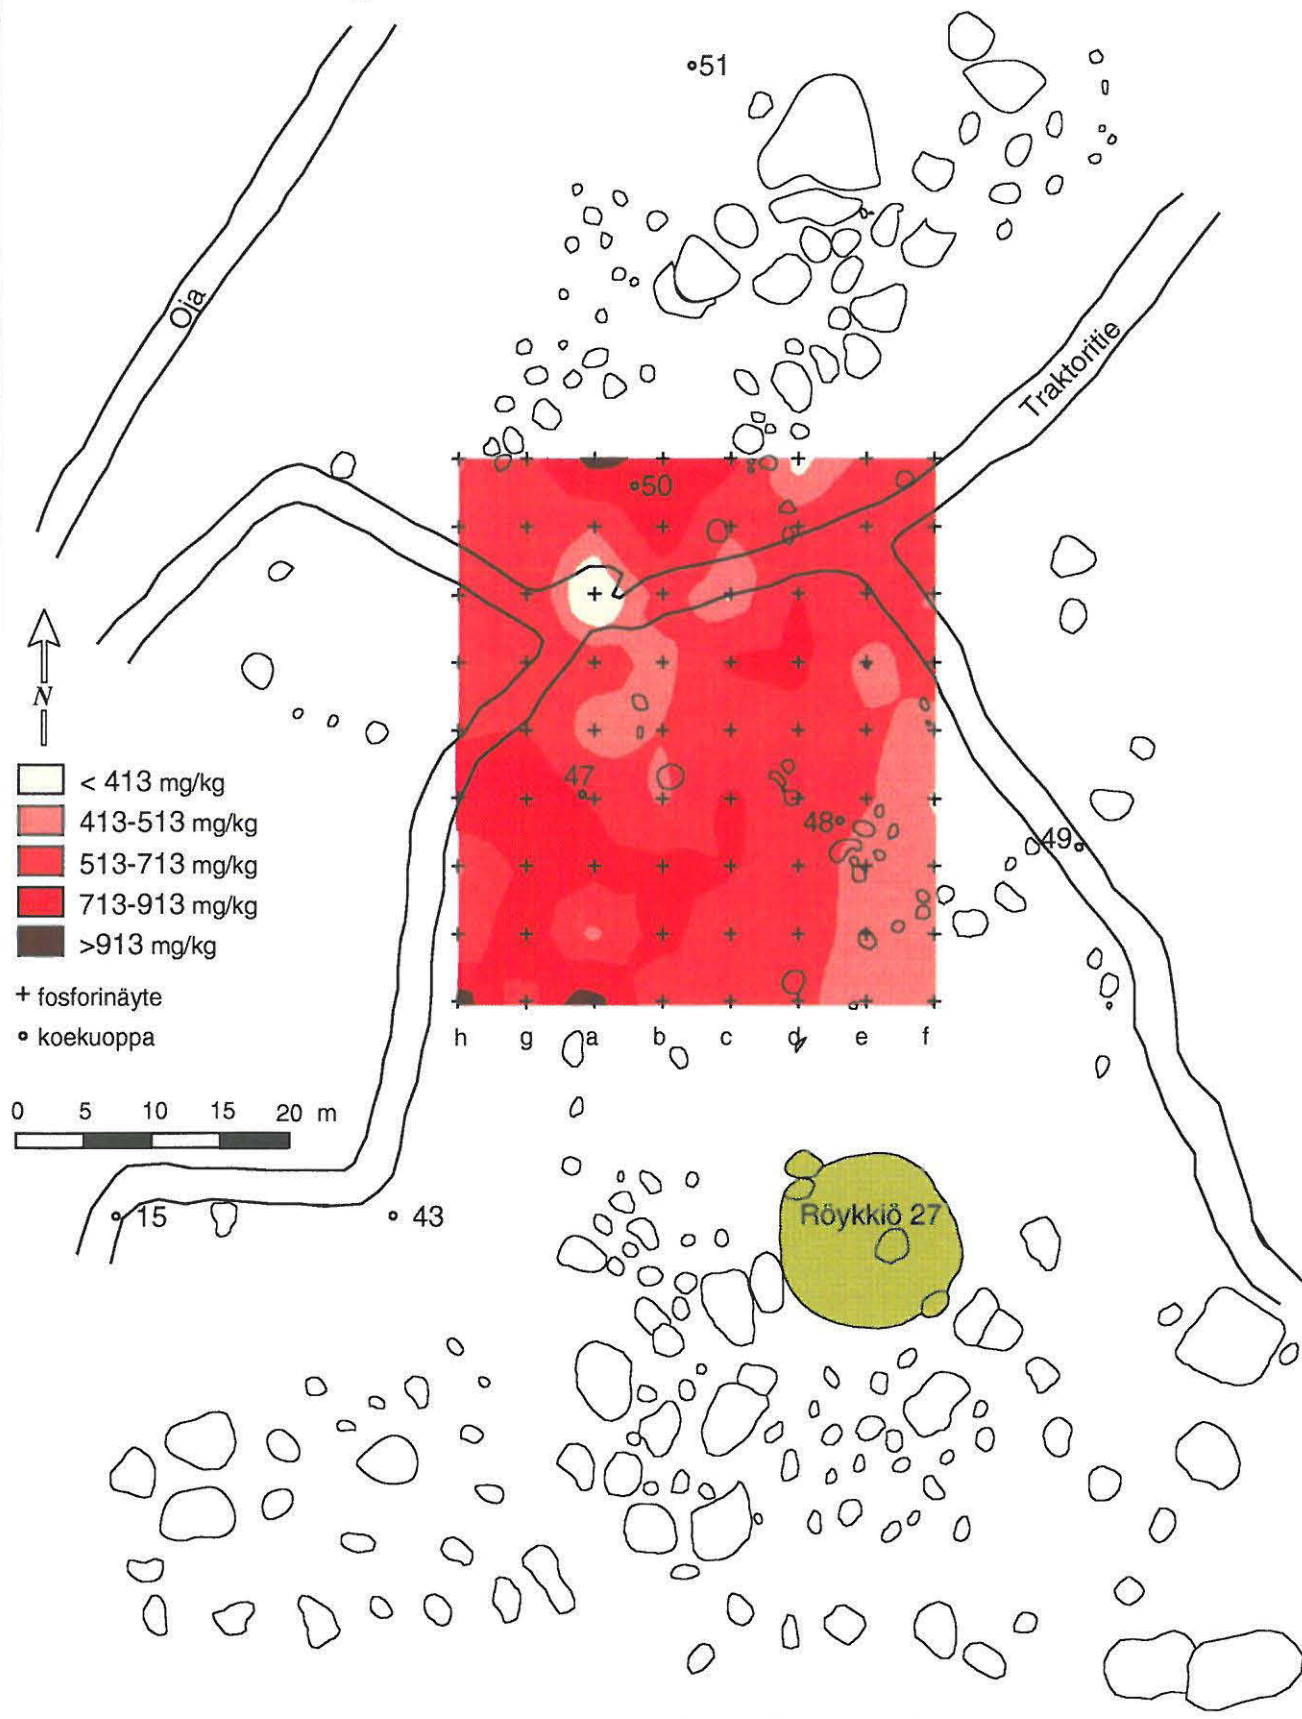 51
Oja
Traktoritie
50
N
< 413 mg/kg
413-513 mg/kg
513-713 mg/kg
713-913 mg/kg
>913 mg/kg
47
48
49
+ fosforinäyte
koekuoppa
h g a b c d e f
0 5 10 15 20 m
15
43
Röykkiö 27